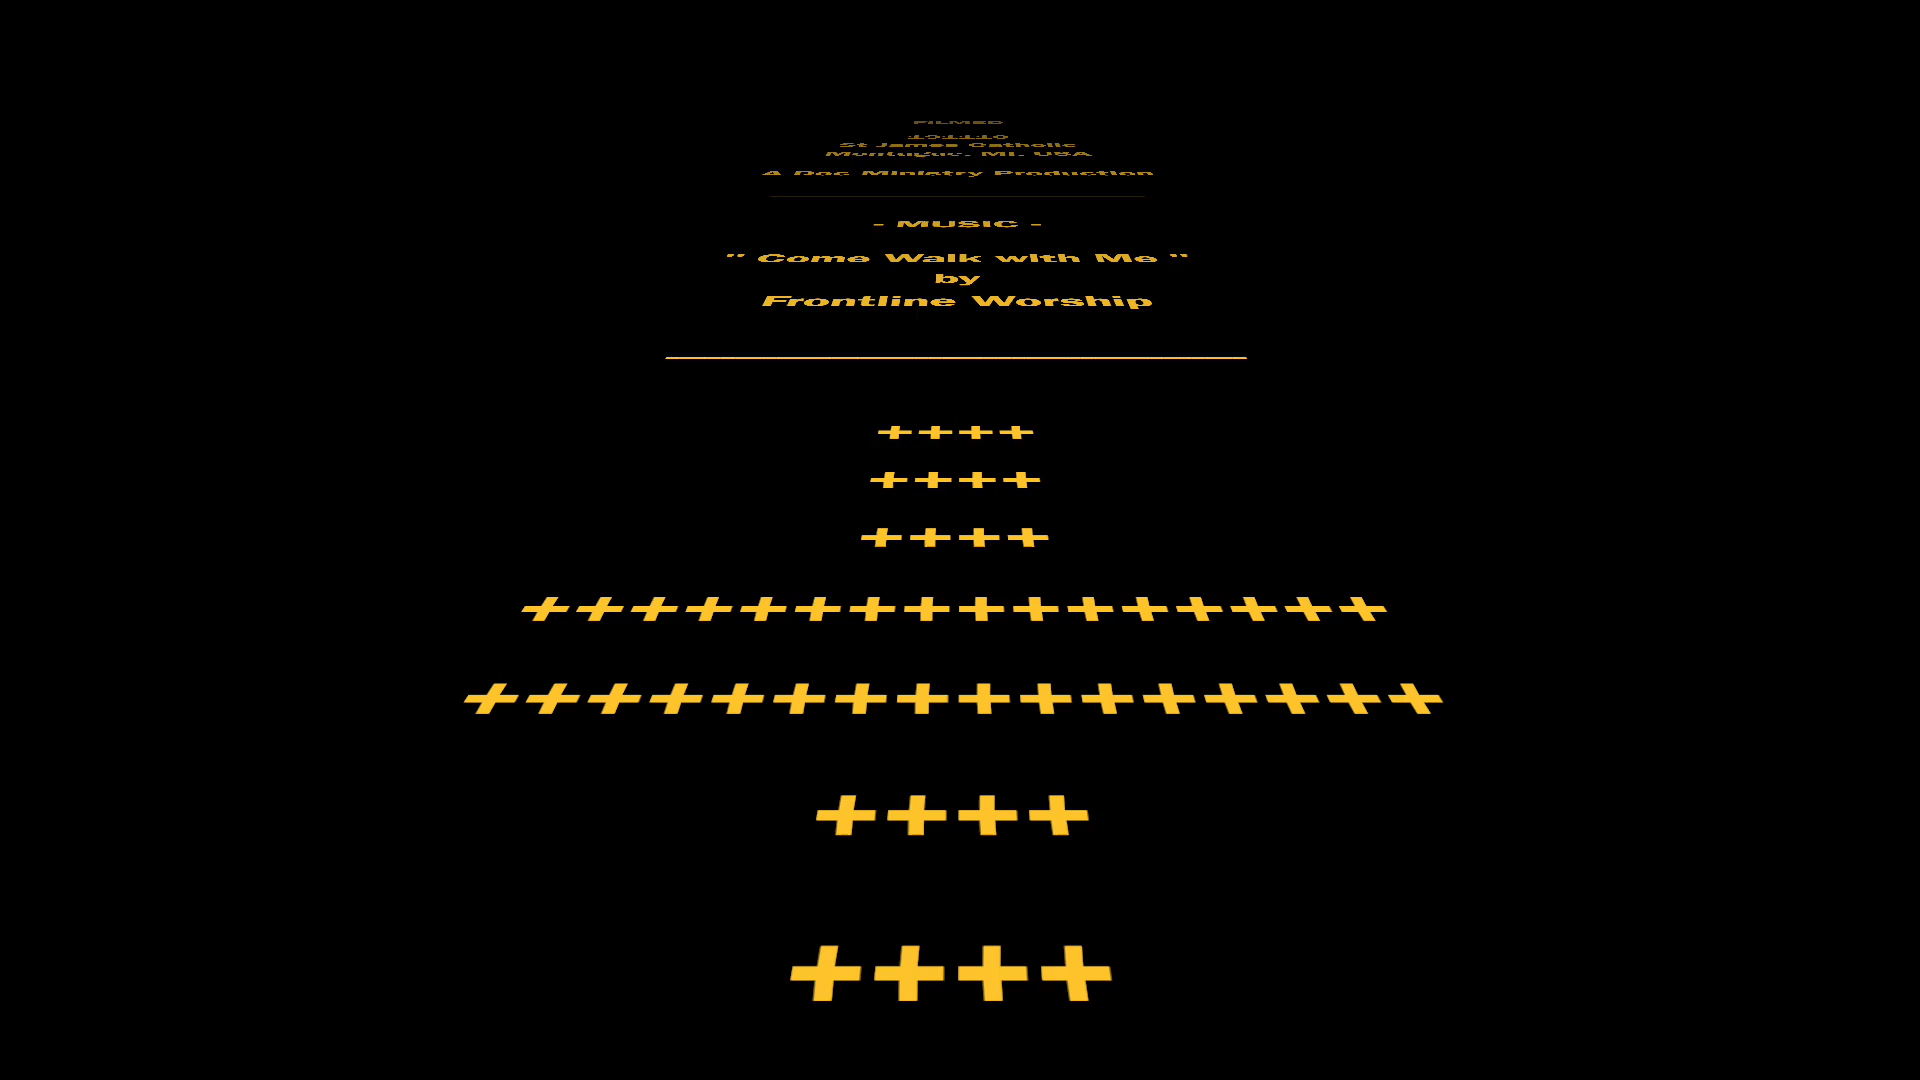 FILMED
St James Catholic
Montague, MI, USA
A Doc Ministry Production
- MUSIC -
" Come Walk with Me "
by
Frontline Worship
++++
++++
++++
++++++++++++++++
++++++++++++++++
++++
++++